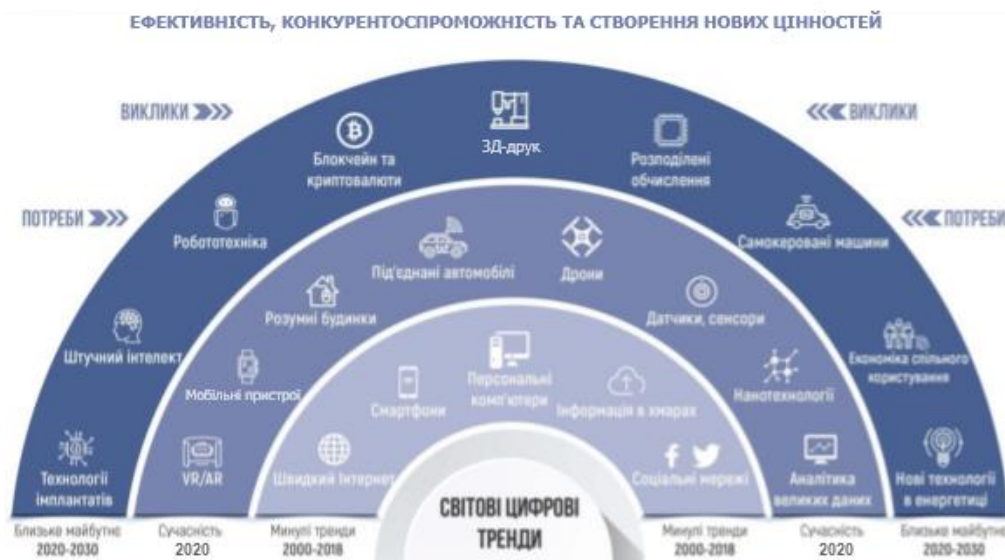 ЕФЕКТИВНІСТЬ, КОНКУРЕНТОСПРОМОЖНІСТЬ ТА СТВОРЕННЯ НОВИХ ЦІННОСТЕЙ
ВИКЛИКИ
ВИКЛИКИ
ПОТРЕБИ
ПОТРЕБИ
3Д-друк
Блокчейн та
криптовалюти
Розподілені
обчислення
Робототехніка
Самокеровані машини
Штучний інтелект
Економіка спільного
користування
Технології
імплантатів
Нові технології
в енергетиці
Під'єднані автомобілі
Дрони
Розумні будинки
Датчики, сенсори
Мобільні пристрої
Нанотехнології
VR/AR
Аналітика
великих даних
Персональні
комп'ютери
Смартфони
Інформація в хмарах
Швидкий Інтернет
Соціальні мережі
СВІТОВІ ЦИФРОВІ
ТРЕНДИ
Близьке майбутнє
2020-2030
Сучасність
2020
Минулі тренди
2000-2018
Минулі тренди
2000-2018
Сучасність
2020
Близьке майбутнє
2020-2030